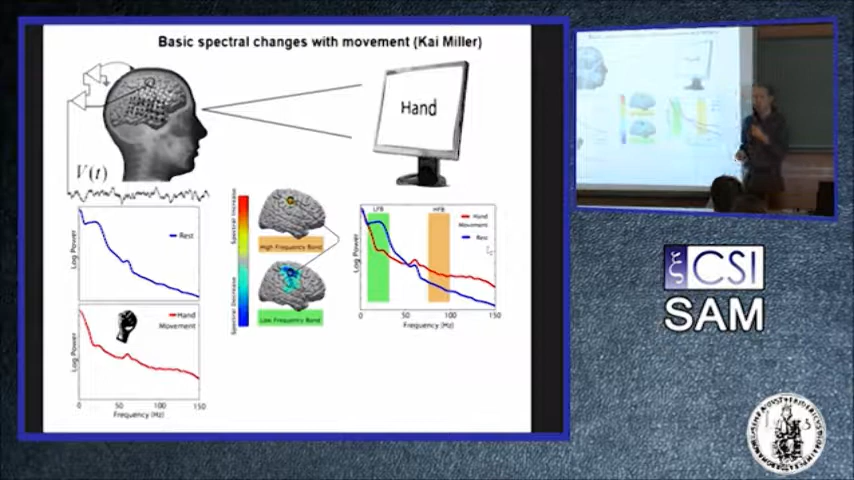 Basic spectral changes with movement (Kai Miller)
Hand
V(t)
Log Power
Rest
Log Power
Hand
Movement
0 50 100 150
Frequency (Hz)
Spectral Increase
Spectral Decrease
High Frequency Band
Low Frequency Band
LFB HFB
Hand
Movement
Rest
Log Power
0 50 100 150
Frequency (Hz)
ξ CSI
SAM